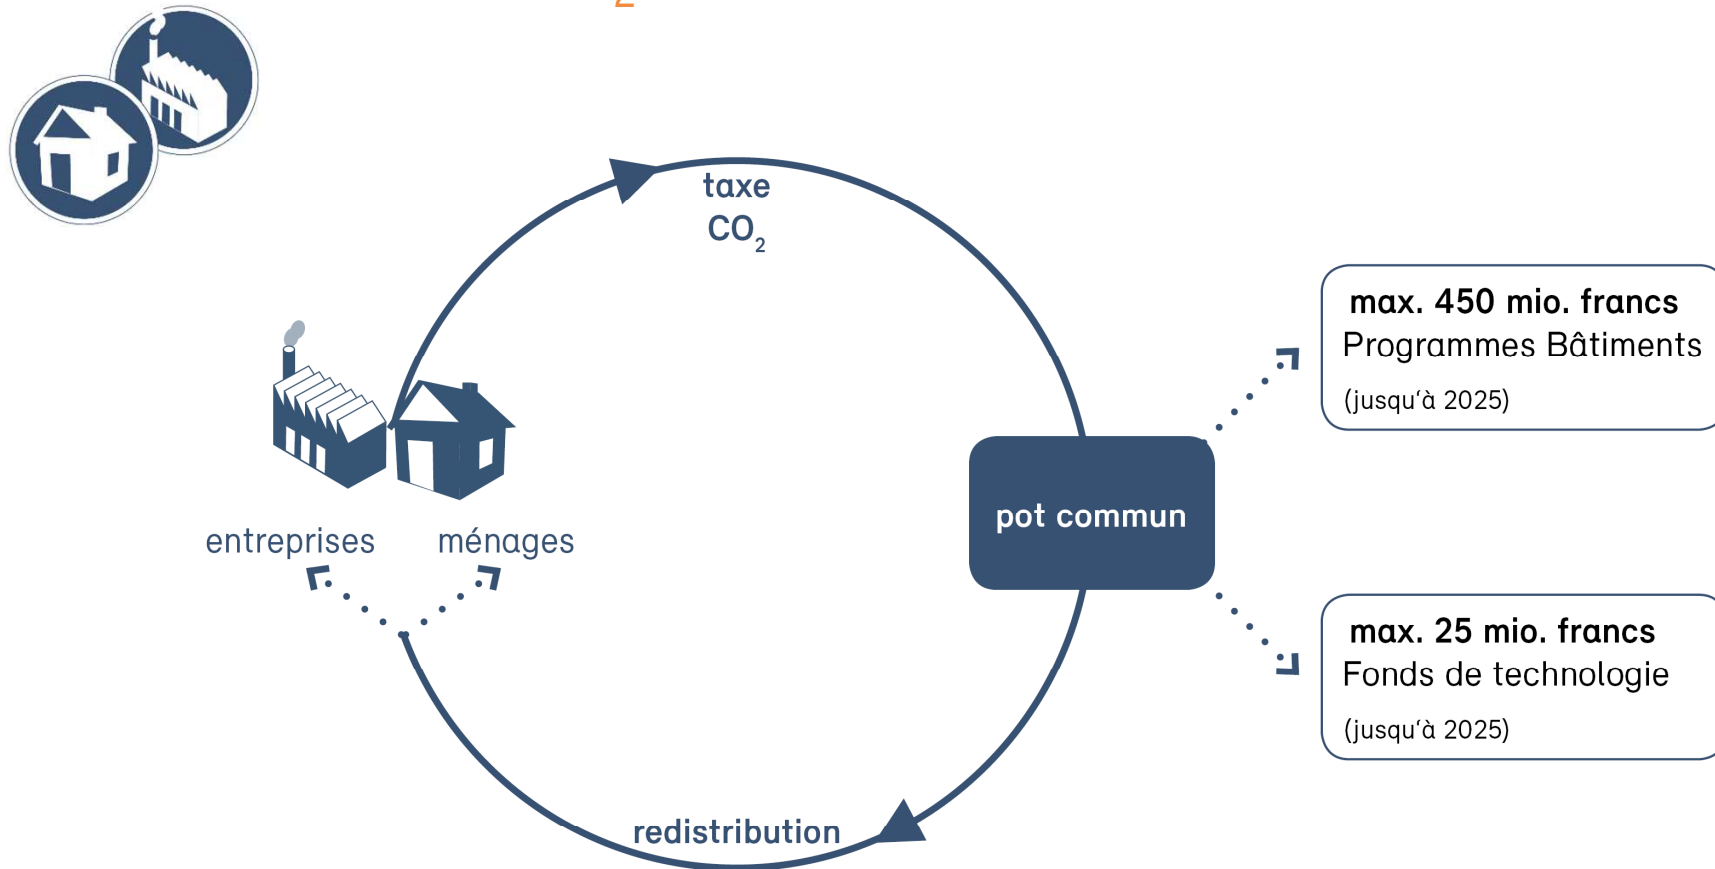 2
taxe
CO₂
max. 450 mio. francs
Programmes Bâtiments
(jusqu‘à 2025)
pot commun
entreprises ménages
max. 25 mio. francs
Fonds de technologie
(jusqu‘à 2025)
redistribution